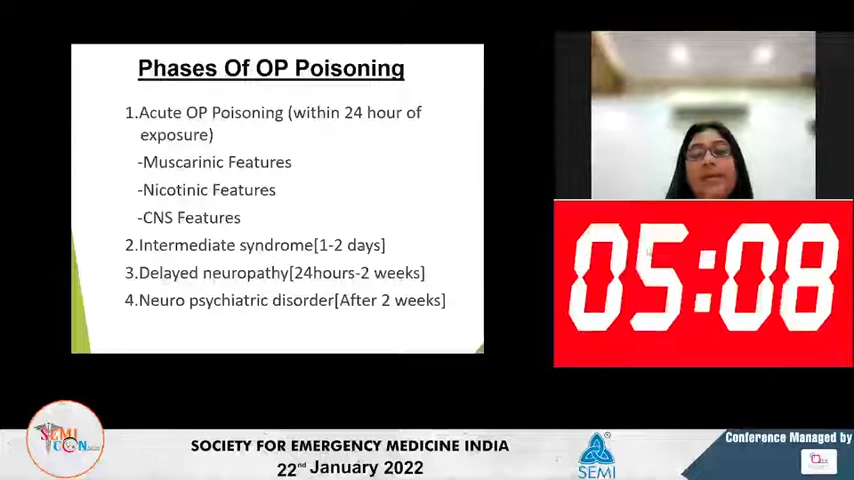 Phases Of OP Poisoning
1.Acute OP Poisoning (within 24 hour of
exposure)
-Muscarinic Features
-Nicotinic Features
-CNS Features
2.Intermediate syndrome[1-2 days]
3.Delayed neuropathy[24hours-2 weeks]
4.Neuro psychiatric disorder[After 2 weeks]
05:08
SEMI
CON
SOCIETY FOR EMERGENCY MEDICINE INDIA
22nd January 2022
SEMI
Conference Managed by